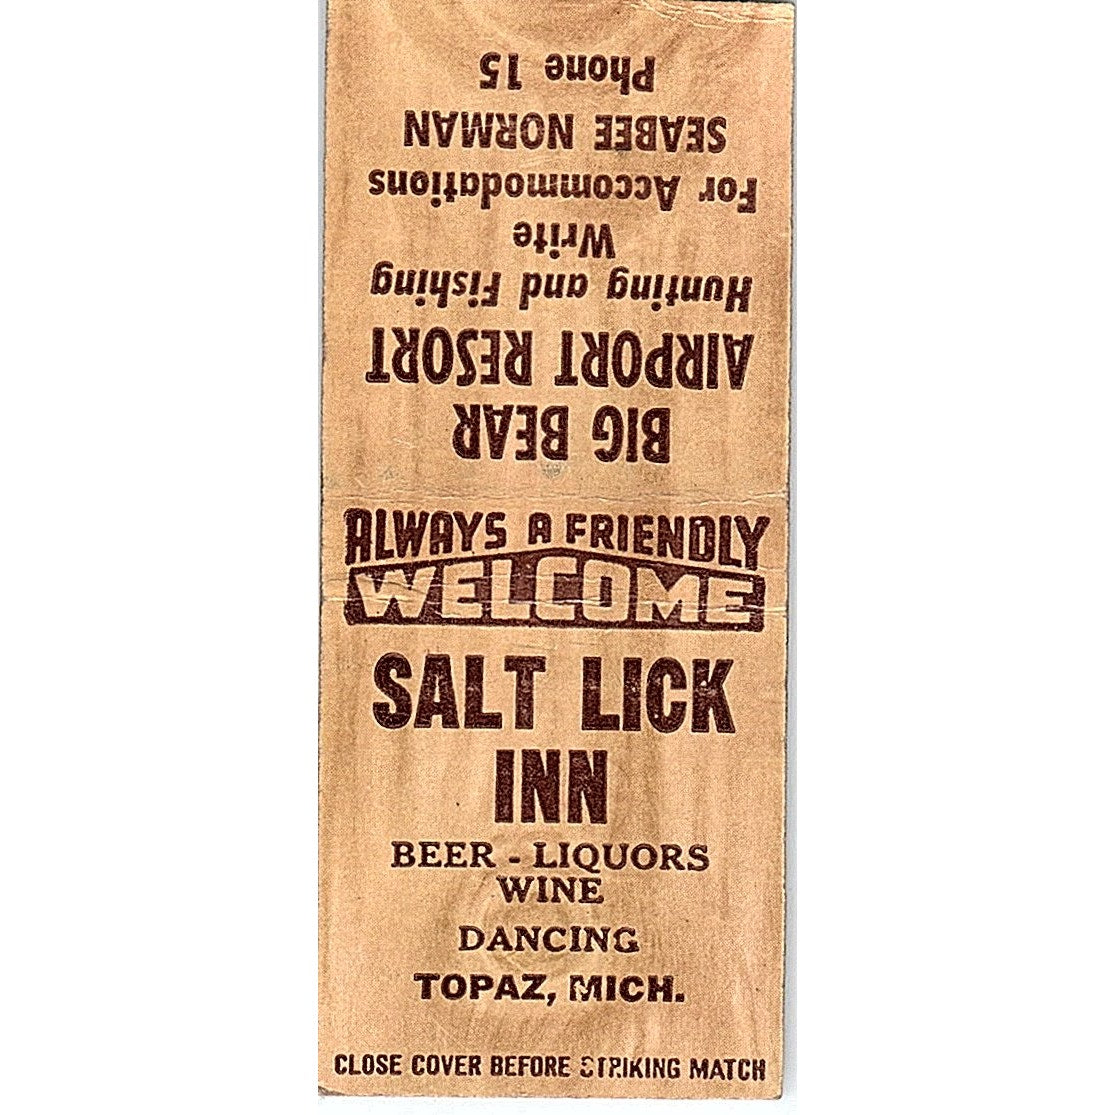 BIG BEAR
AIRPORT RESORT
Hunting and Fishing
Write
For Accommodations
SEABEE NORMAN
Phone 15
ALWAYS A FRIENDLY
WELCOME
SALT LICK
INN
BEER - LIQUORS
WINE
DANCING
TOPAZ, MICH.
CLOSE COVER BEFORE STRIKING MATCH